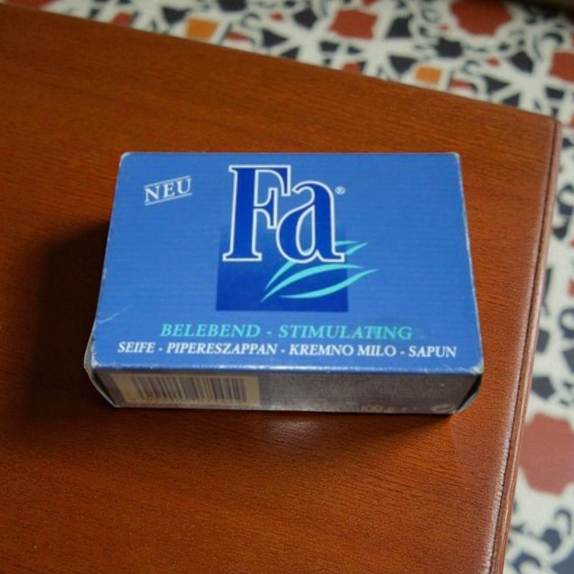 NEU
Fa®
BELEBEND - STIMULATING
SEIFE - PIPERESZAPPAN - KREMNO MILO - SAPUN